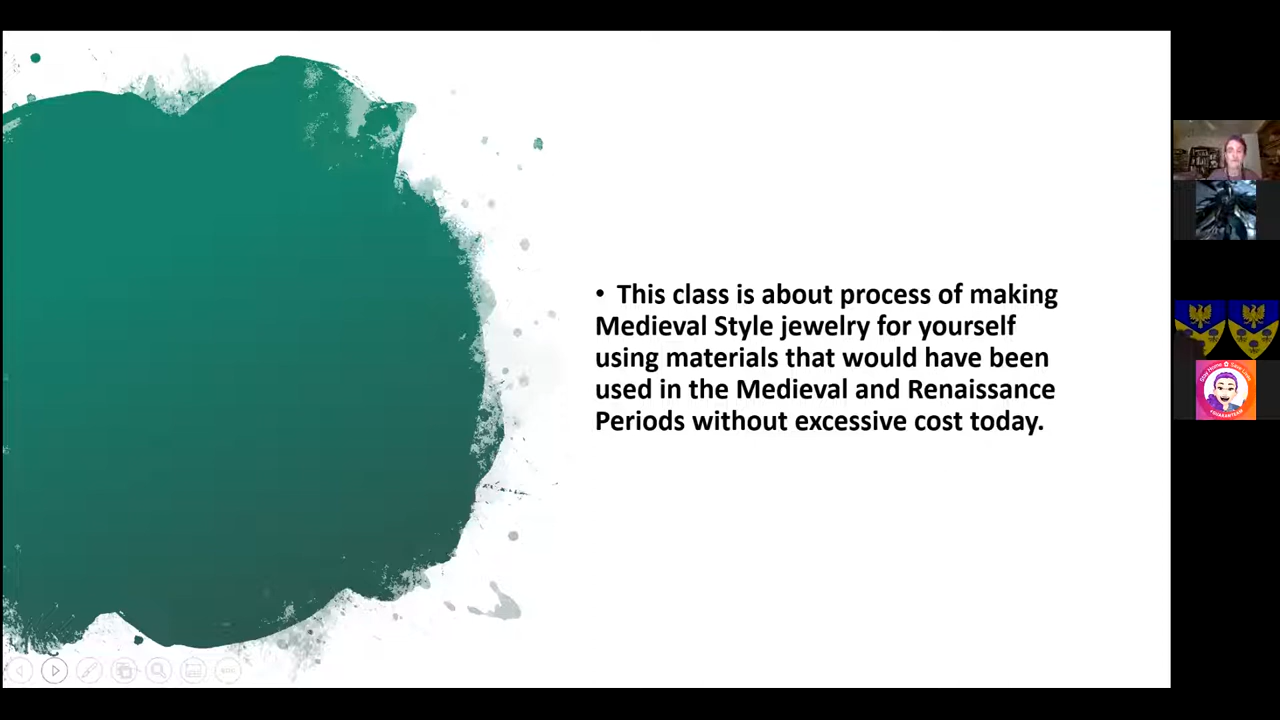 • This class is about process of making
Medieval Style jewelry for yourself
using materials that would have been
used in the Medieval and Renaissance
Periods without excessive cost today.